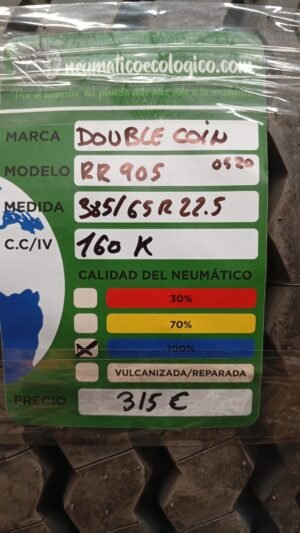 neumaticoecologico.com
MARCA DOUBLE COIN
MODELO RR 905 0520
MEDIDA 385/65 R 22.5
C.C/IV 160 K
CALIDAD DEL NEUMÁTICO
30%
70%
100%
VULCANIZADA/REPARADA
PRECIO 315 €